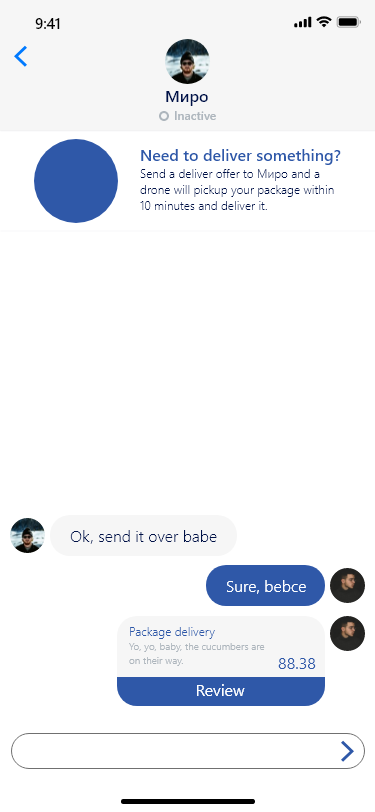 9:41
Миро
Inactive
Need to deliver something?
Send a deliver offer to Миро and a
drone will pickup your package within
10 minutes and deliver it.
Ok, send it over babe
Sure, bebce
Package delivery
Yo, yo, baby, the cucumbers are
on their way.
88.38
Review